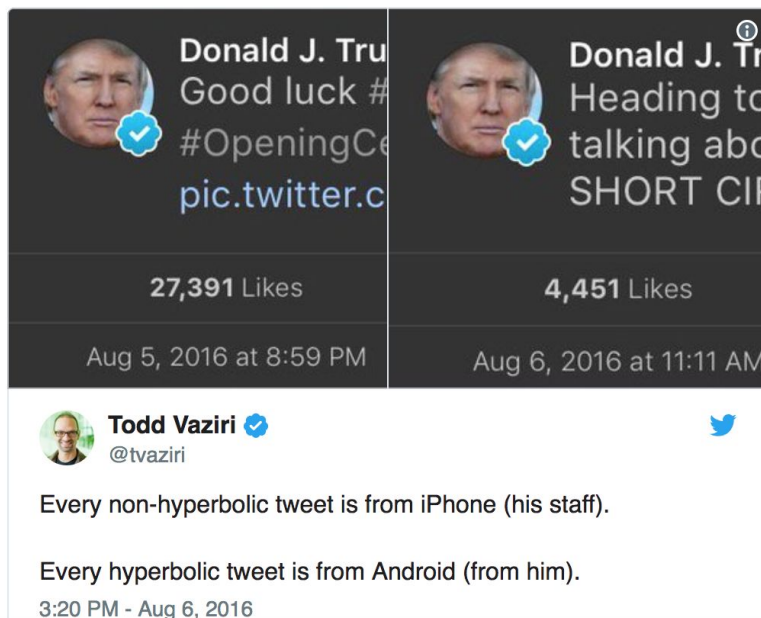 Donald J. Tru
Good luck #
#OpeningCe
pic.twitter.c
27,391 Likes
Aug 5, 2016 at 8:59 PM
Donald J. Tr
Heading to
talking abo
SHORT CIR
4,451 Likes
Aug 6, 2016 at 11:11 AM
Todd Vaziri
@tvaziri
Every non-hyperbolic tweet is from iPhone (his staff).
Every hyperbolic tweet is from Android (from him).
3:20 PM - Aug 6, 2016